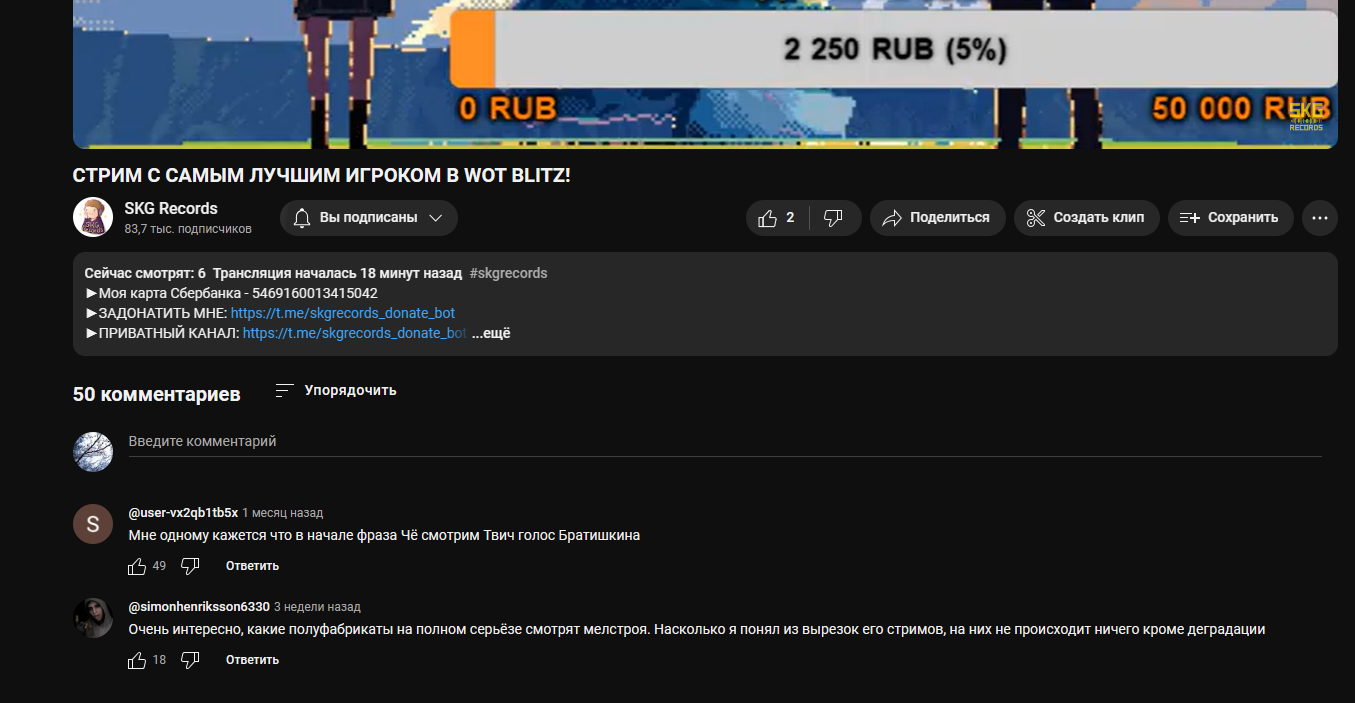 2 250 RUB (5%)
0 RUB
50 000 RUB
SKG
RECORDS
СТРИМ С САМЫМ ЛУЧШИМ ИГРОКОМ В WOT BLITZ!
SKG Records
83,7 тыс. подписчиков
Вы подписаны
2
Поделиться
Создать клип
Сохранить
Сейчас смотрят: 6 Трансляция началась 18 минут назад #skgrecords
►Моя карта Сбербанка - 5469160013415042
►ЗАДОНАТИТЬ МНЕ: https://t.me/skgrecords_donate_bot
►ПРИВАТНЫЙ КАНАЛ: https://t.me/skgrecords_donate_bot ...ещё
50 комментариев
Упорядочить
Введите комментарий
S
@user-vx2qb1tb5x 1 месяц назад
Мне одному кажется что в начале фраза Чё смотрим Твич голос Братишкина
49
Ответить
@simonhenriksson6330 3 недели назад
Очень интересно, какие полуфабрикаты на полном серьёзе смотрят мелстроя. Насколько я понял из вырезок его стримов, на них не происходит ничего кроме деградации
18
Ответить